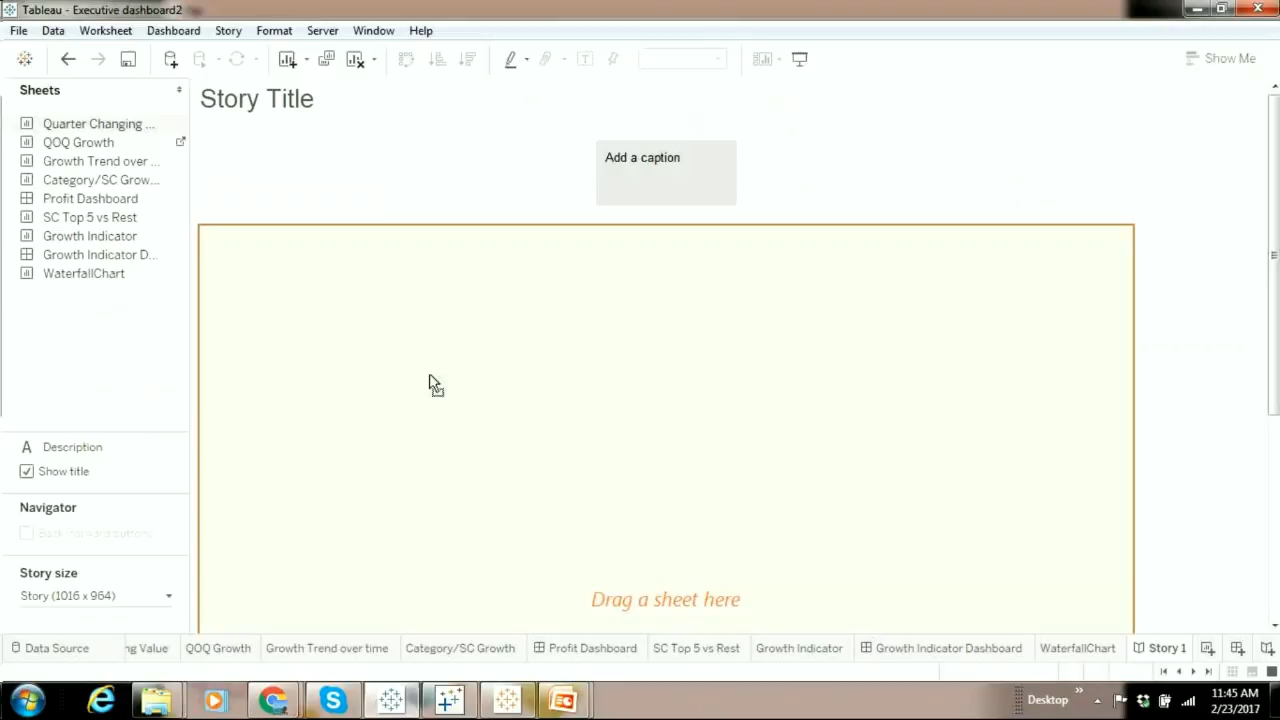 Tableau - Executive dashboard2
File Data Worksheet Dashboard Story Format Server Window Help
Show Me
Sheets
Story Title
Quarter Changing ...
Add a caption
QOQ Growth
Growth Trend over ...
Category/SC Grow...
Profit Dashboard
SC Top 5 vs Rest
Growth Indicator
Growth Indicator D...
WaterfallChart
A Description
Show title
Navigator
Story size
Story (1016 x 964)
Drag a sheet here
Data Source ng Value QOQ Growth Growth Trend over time Category/SC Growth Profit Dashboard SC Top 5 vs Rest Growth Indicator Growth Indicator Dashboard WaterfallChart Story 1
Desktop
11:45 AM
2/23/2017